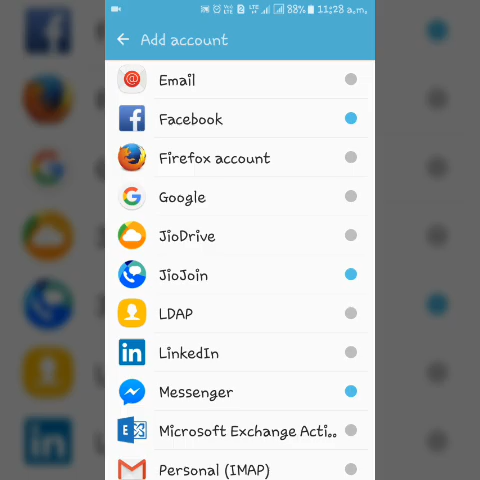 88% 11:28 a.m.
Add account
Email
Facebook
Firefox account
Google
JioDrive
JioJoin
LDAP
LinkedIn
Messenger
Microsoft Exchange Acti..
Personal (IMAP)